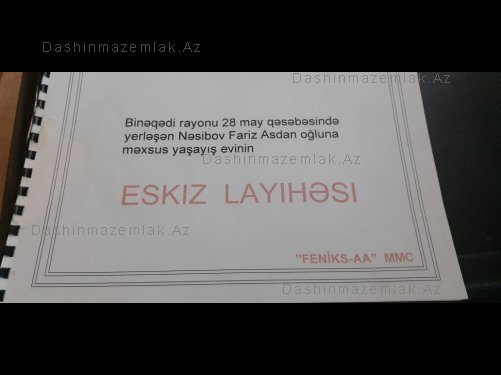 Dashinmazemlak.Az
Dashinmazemlak.Az
Binəqədi rayonu 28 may qəsəbəsində
yerləşən Nəsibov Fariz Asdan oğluna
məxsus yaşayış evinin
Dashinmazemlak.Az
ESKIZ LAYIHƏSI
Dashinmazemlak.Az
"FENİKS-AA" MMC
Dashinmazemlak.Az